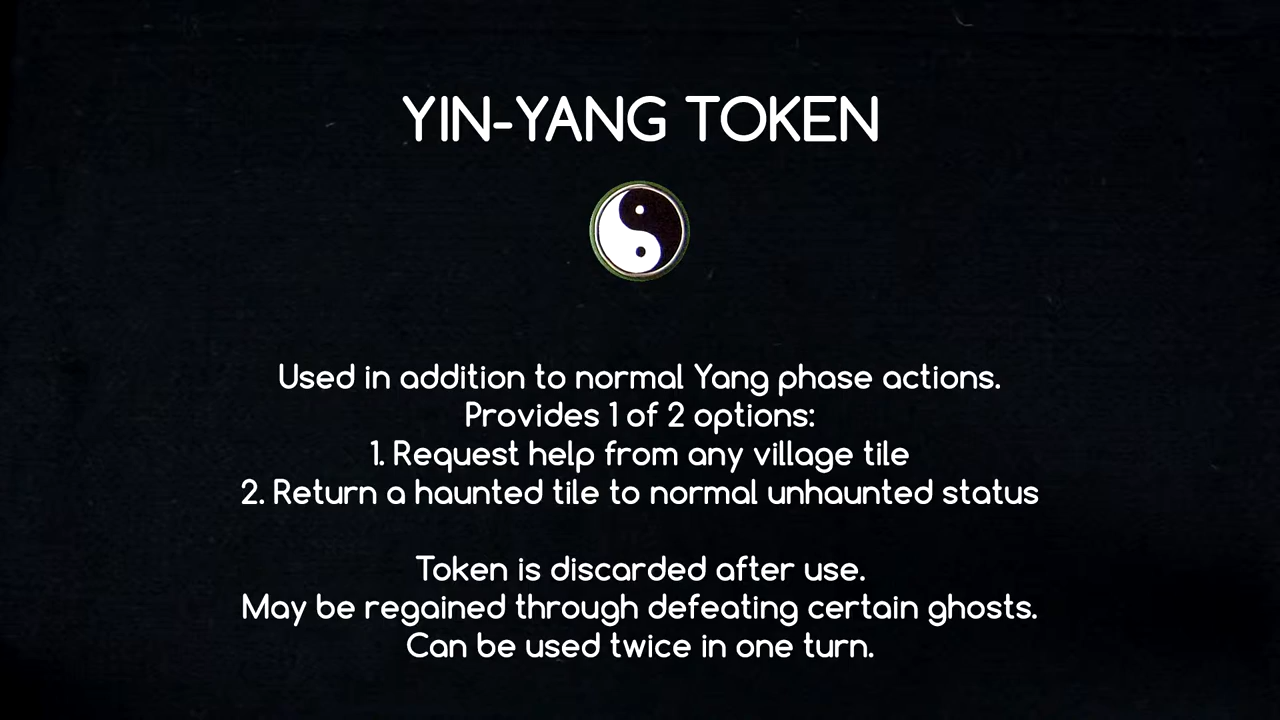 YIN-YANG TOKEN
Used in addition to normal Yang phase actions.
Provides 1 of 2 options:
1. Request help from any village tile
2. Return a haunted tile to normal unhaunted status
Token is discarded after use.
May be regained through defeating certain ghosts.
Can be used twice in one turn.